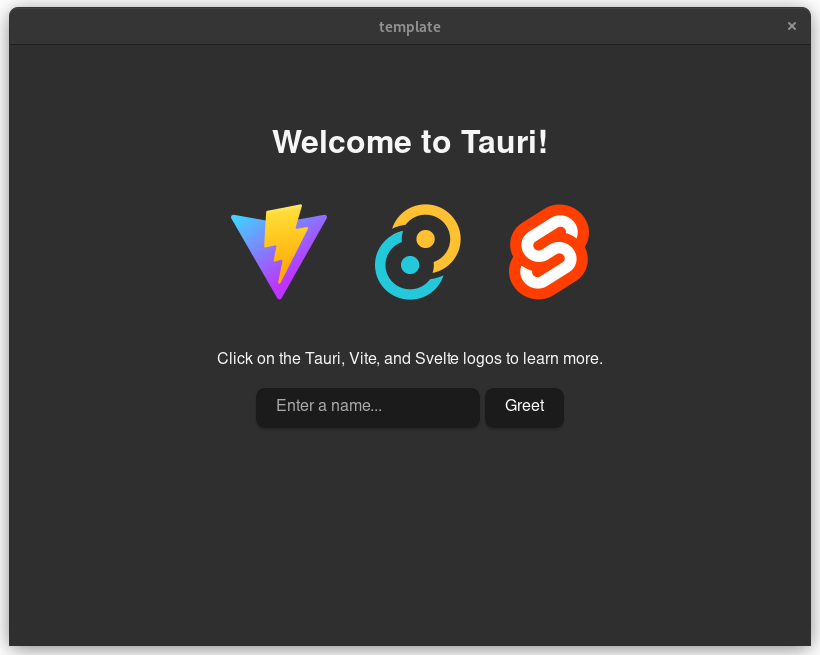 template
Welcome to Tauri!
Click on the Tauri, Vite, and Svelte logos to learn more.
Enter a name...
Greet